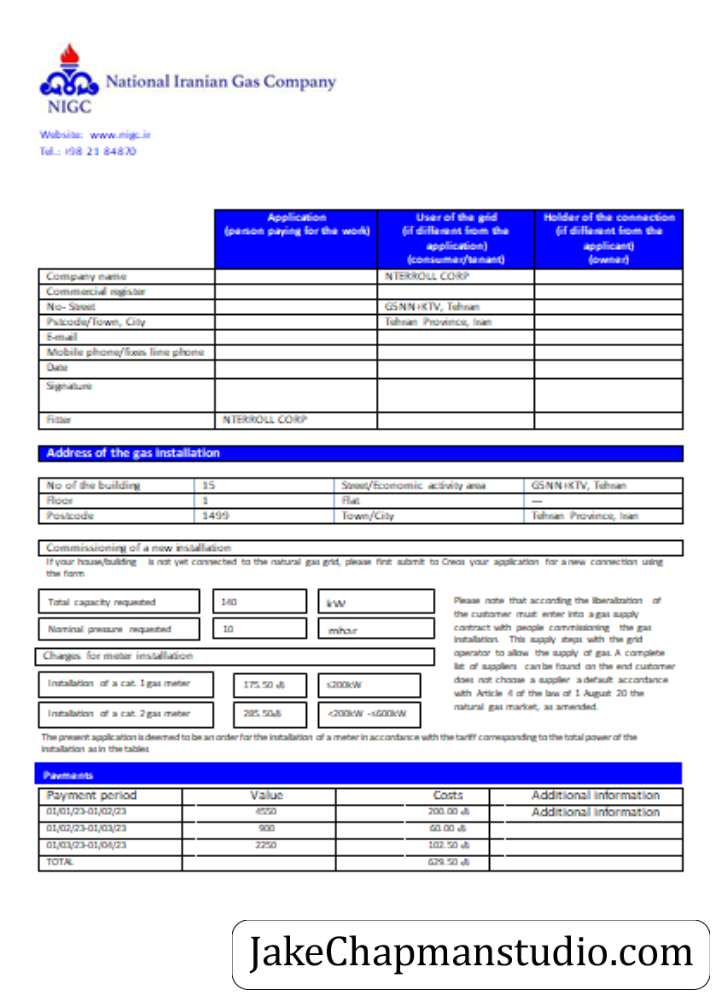 National Iranian Gas Company
NIGC
Website: www.nigc.ir
Tel.: +98 21 84870
Application
(person paying for the work)
User of the grid
(if different from the
application)
(consumer/tenant)
Holder of the connection
(if different from the
applicant)
(owner)
Company name NTERROLL CORP
Commercial register
No- Street GSNN+KTV, Tehran
Pstcode/Town, City Tehran Province, Iran
E-mail
Mobile phone/fixes line phone
Date
Signature
Fitter NTERROLL CORP
Address of the gas installation
No of the building 15 Street/Economic activity area GSNN+KTV, Tehran
Floor 1 Flat —
Postcode 1499 Town/City Tehran Province, Iran
Commissioning of a new installation
If your house/building is not yet connected to the natural gas grid, please first submit to Creos your application for a new connection using
the form
Total capacity requested 140 kW
Nominal pressure requested 10 mbar
Please note that according the liberalization of
the customer must enter into a gas supply
contract with people commissioning the gas
installation. This supply steps with the grid
operator to allow the supply of gas. A complete
list of suppliers can be found on the end customer
does not choose a supplier a default accordance
with Article 4 of the law of 1 August 20 the
natural gas market, as amended.
Charges for meter installation
Installation of a cat. 1 gas meter 175.50 ≤200kW
Installation of a cat. 2 gas meter 285.50 <200kW -≤600kW
The present application is deemed to be an order for the installation of a meter in accordance with the tariff corresponding to the total power of the
installation as in the tables
Payments
Payment period Value Costs Additional information
01/01/23-01/02/23 4550 200.00 Additional information
01/02/23-01/03/23 900 60.00
01/03/23-01/04/23 2250 102.50
TOTAL 629.50
JakeChapmanstudio.com